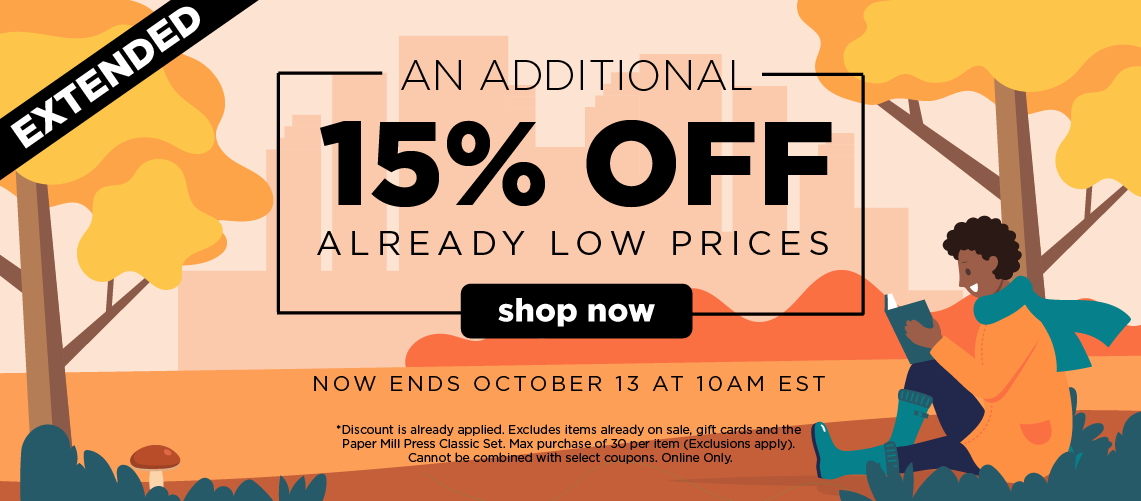 EXTENDED
AN ADDITIONAL
15% OFF
ALREADY LOW PRICES
shop now
NOW ENDS OCTOBER 13 AT 10AM EST
*Discount is already applied. Excludes items already on sale, gift cards and the
Paper Mill Press Classic Set. Max purchase of 30 per item (Exclusions apply).
Cannot be combined with select coupons. Online Only.